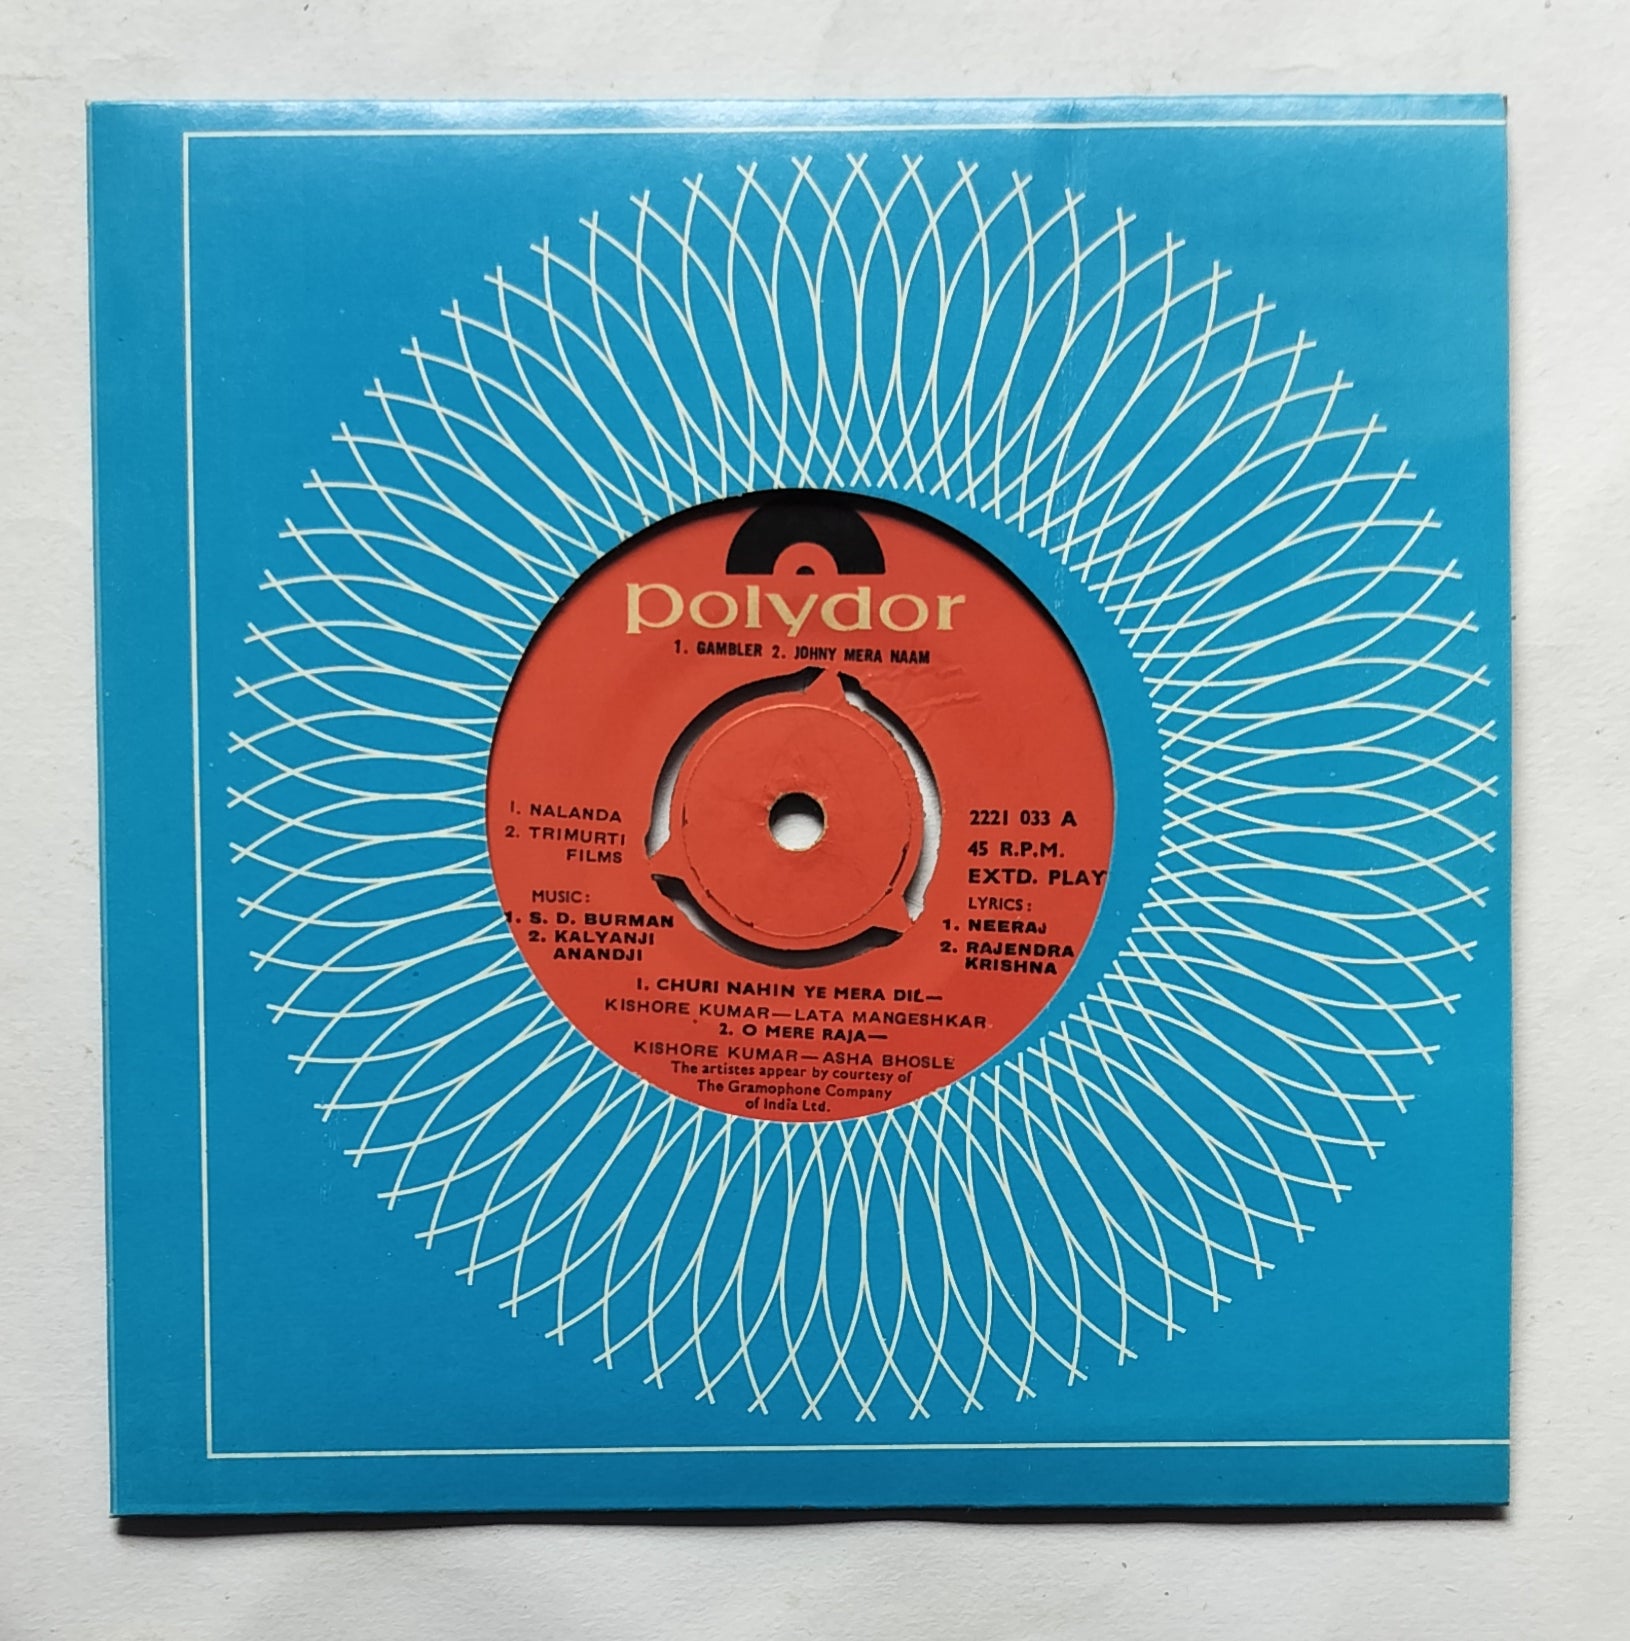 polydor
1. GAMBLER 2. JOHNY MERA NAAM
1. NALANDA
2. TRIMURTI
FILMS
MUSIC:
1. S. D. BURMAN
2. KALYANJI
ANANDJI
2221 033 A
45 R.P.M.
EXTD. PLAY
LYRICS:
1. NEERAJ
2. RAJENDRA
KRISHNA
1. CHURI NAHIN YE MERA DIL—
KISHORE KUMAR—LATA MANGESHKAR
2. O MERE RAJA—
KISHORE KUMAR—ASHA BHOSLE
The artistes appear by courtesy of
The Gramophone Company
of India Ltd.